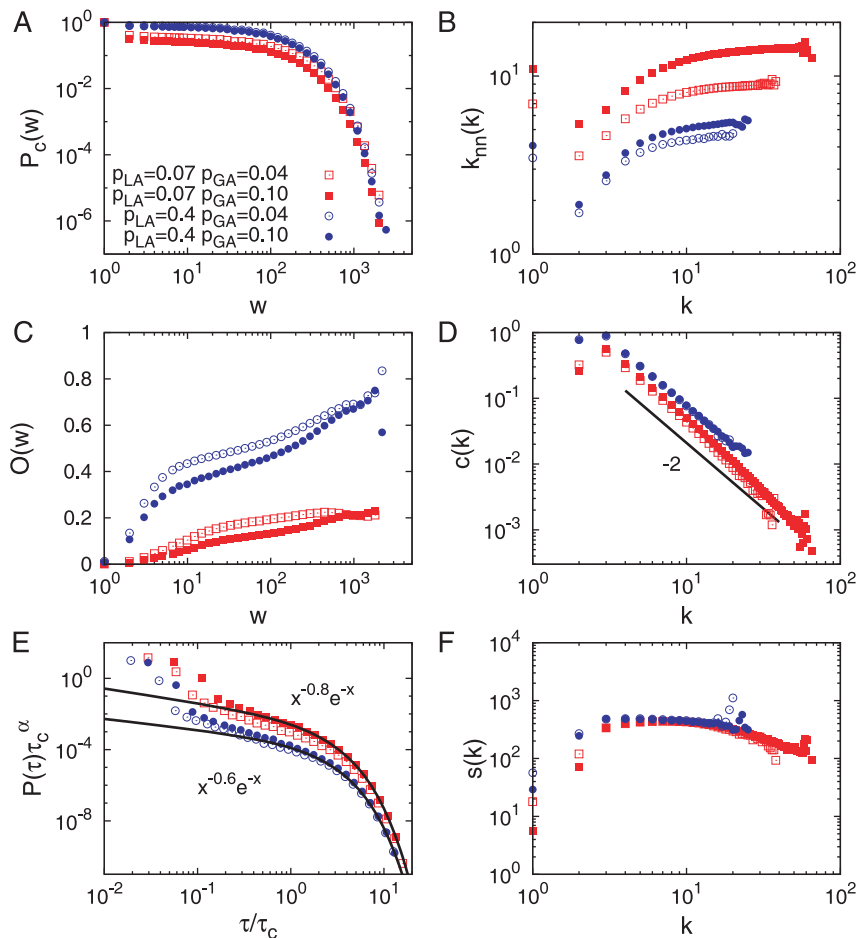 A
10^0
10^-2
P_c(w)
10^-4
p_LA=0.07 p_GA=0.04
p_LA=0.07 p_GA=0.10
p_LA=0.4 p_GA=0.04
p_LA=0.4 p_GA=0.10
10^-6
10^0 10^1 10^2 10^3
w
B
10^1
k_nn(k)
10^0
10^0 10^1 10^2
k
C
1
0.8
0.6
O(w)
0.4
0.2
0
10^0 10^1 10^2 10^3
w
D
10^0
10^-1
c(k)
10^-2
-2
10^-3
10^0 10^1 10^2
k
E
10^0
x^-0.8 e^-x
P(τ)τ_c^α
10^-4
x^-0.6 e^-x
10^-8
10^-2 10^-1 10^0 10^1
τ/τ_c
F
10^4
10^3
s(k)
10^2
10^1
10^0
10^0 10^1 10^2
k